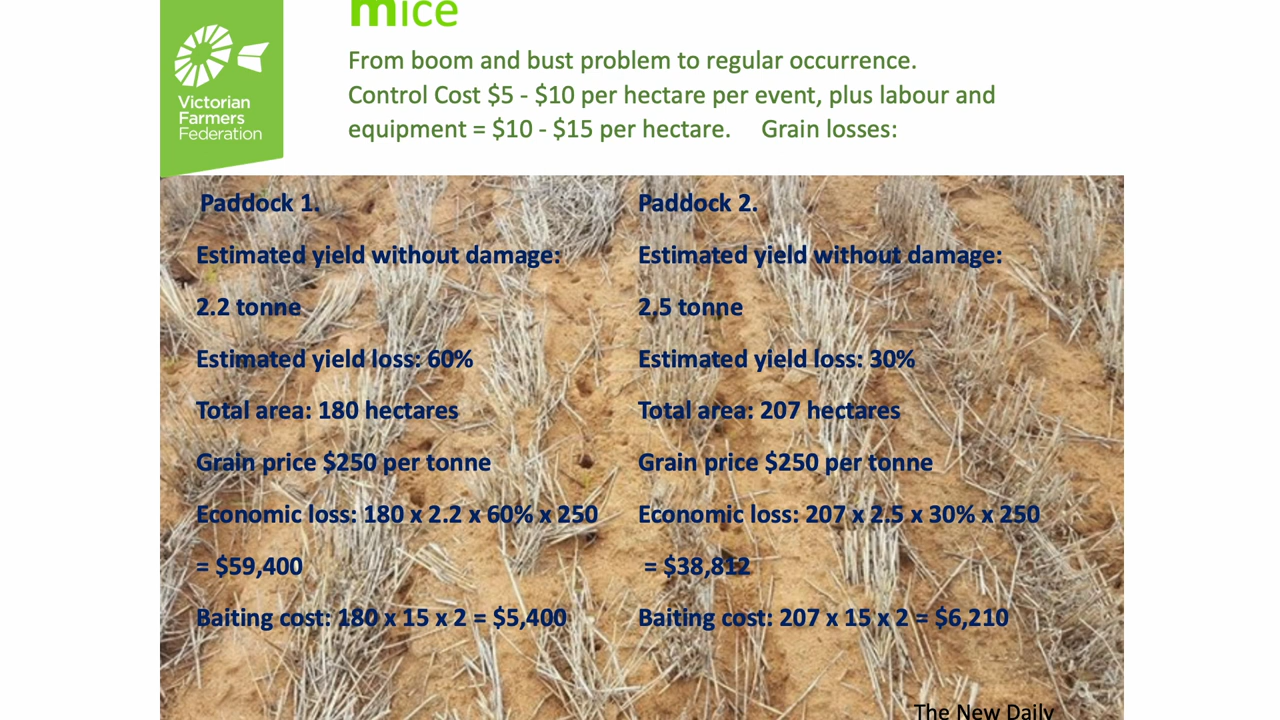 mice
Victorian
Farmers
Federation
From boom and bust problem to regular occurrence.
Control Cost $5 - $10 per hectare per event, plus labour and
equipment = $10 - $15 per hectare. Grain losses:
Paddock 1.
Estimated yield without damage:
2.2 tonne
Estimated yield loss: 60%
Total area: 180 hectares
Grain price $250 per tonne
Economic loss: 180 x 2.2 x 60% x 250
= $59,400
Baiting cost: 180 x 15 x 2 = $5,400
Paddock 2.
Estimated yield without damage:
2.5 tonne
Estimated yield loss: 30%
Total area: 207 hectares
Grain price $250 per tonne
Economic loss: 207 x 2.5 x 30% x 250
= $38,812
Baiting cost: 207 x 15 x 2 = $6,210
The New Daily